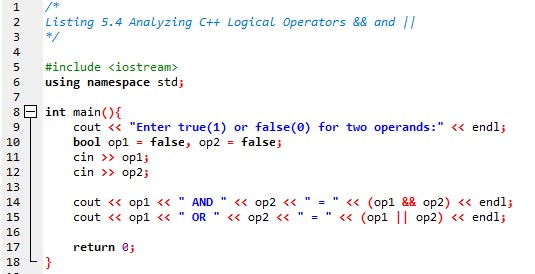 1 /*
2 Listing 5.4 Analyzing C++ Logical Operators && and ||
3 */
4
5 #include <iostream>
6 using namespace std;
7
8 int main(){
9 cout << "Enter true(1) or false(0) for two operands:" << endl;
10 bool op1 = false, op2 = false;
11 cin >> op1;
12 cin >> op2;
13
14 cout << op1 << " AND " << op2 << " = " << (op1 && op2) << endl;
15 cout << op1 << " OR " << op2 << " = " << (op1 || op2) << endl;
16
17 return 0;
18 }